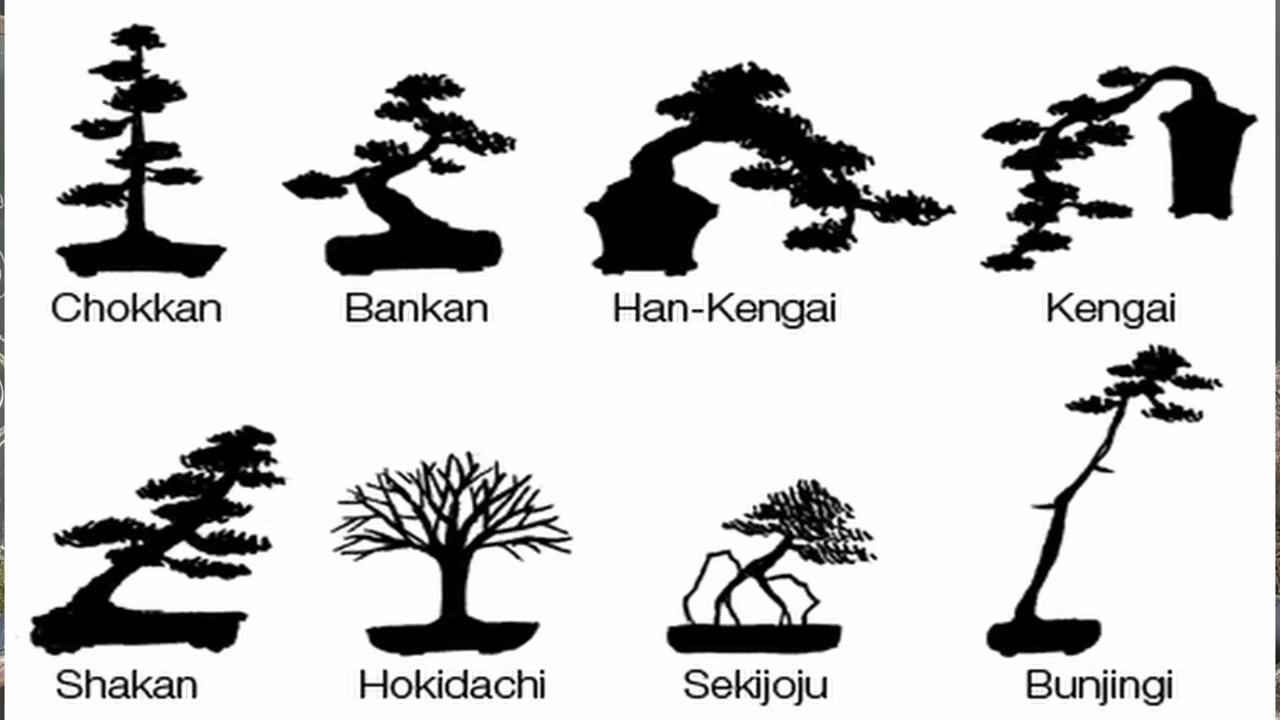 Chokkan
Bankan
Han-Kengai
Kengai
Shakan
Hokidachi
Sekijoju
Bunjingi